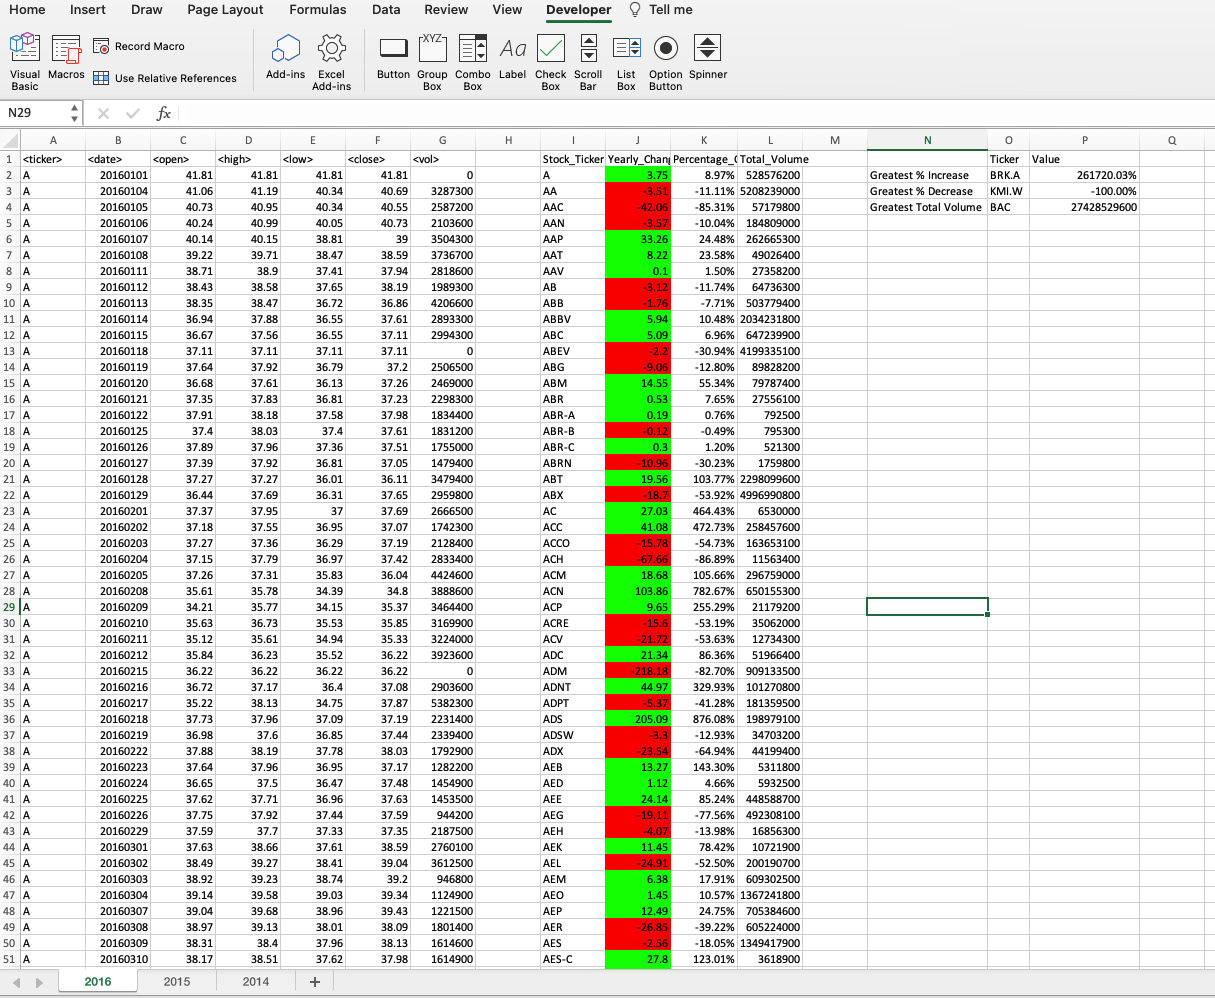 Home Insert Draw Page Layout Formulas Data Review View Developer Tell me
Visual Basic Macros Record Macro Use Relative References Add-ins Excel Add-ins Button XYZ Group Box Combo Box Aa Label Check Box Scroll Bar List Box Option Button Spinner
N29 fx
A B C D E F G H I J K L M N O P Q
1 <ticker> <date> <open> <high> <low> <close> <vol> Stock_Ticker Yearly_Chan Percentage_ Total_Volume Ticker Value
2 A 20160101 41.81 41.81 41.81 41.81 0 A 3.75 8.97% 528576200 Greatest % Increase BRK.A 261720.03%
3 A 20160104 41.06 41.19 40.34 40.69 3287300 AA -3.51 -11.11% 5208239000 Greatest % Decrease KMI.W -100.00%
4 A 20160105 40.73 40.95 40.34 40.55 2587200 AAC -42.06 -85.31% 57179800 Greatest Total Volume BAC 27428529600
5 A 20160106 40.24 40.99 40.05 40.73 2103600 AAN -3.57 -10.04% 184809000
6 A 20160107 40.14 40.15 38.81 39 3504300 AAP 33.26 24.48% 262665300
7 A 20160108 39.22 39.71 38.47 38.59 3736700 AAT 8.22 23.58% 49026400
8 A 20160111 38.71 38.9 37.41 37.94 2818600 AAV 0.1 1.50% 27358200
9 A 20160112 38.43 38.58 37.65 38.19 1989300 AB -3.12 -11.74% 64736300
10 A 20160113 38.35 38.47 36.72 36.86 4206600 ABB -1.76 -7.71% 503779400
11 A 20160114 36.94 37.88 36.55 37.61 2893300 ABBV 5.94 10.48% 2034231800
12 A 20160115 36.67 37.56 36.55 37.11 2994300 ABC 5.09 6.96% 647239900
13 A 20160118 37.11 37.11 37.11 37.11 0 ABEV -2.2 -30.94% 4199335100
14 A 20160119 37.64 37.92 36.79 37.2 2506500 ABG -9.06 -12.80% 89828200
15 A 20160120 36.68 37.61 36.13 37.26 2469000 ABM 14.55 55.34% 79787400
16 A 20160121 37.35 37.83 36.81 37.23 2298300 ABR 0.53 7.65% 27556100
17 A 20160122 37.91 38.18 37.58 37.98 1834400 ABR-A 0.19 0.76% 792500
18 A 20160125 37.4 38.03 37.4 37.61 1831200 ABR-B -0.12 -0.49% 795300
19 A 20160126 37.89 37.96 37.36 37.51 1755000 ABR-C 0.3 1.20% 521300
20 A 20160127 37.39 37.92 36.81 37.05 1479400 ABRN -10.96 -30.23% 1759800
21 A 20160128 37.27 37.27 36.01 36.11 3479400 ABT 19.56 103.77% 2298099600
22 A 20160129 36.44 37.69 36.31 37.65 2959800 ABX -18.7 -53.92% 4996990800
23 A 20160201 37.37 37.95 37 37.69 2666500 AC 27.03 464.43% 6530000
24 A 20160202 37.18 37.55 36.95 37.07 1742300 ACC 41.08 472.73% 258457600
25 A 20160203 37.27 37.36 36.29 37.19 2128400 ACCO -15.78 -54.73% 163653100
26 A 20160204 37.15 37.79 36.97 37.42 2833400 ACH -67.66 -86.89% 11563400
27 A 20160205 37.26 37.31 35.83 36.04 4424600 ACM 18.68 105.66% 296759000
28 A 20160208 35.61 35.78 34.39 34.8 3888600 ACN 103.86 782.67% 650155300
29 A 20160209 34.21 35.77 34.15 35.37 3464400 ACP 9.65 255.29% 21179200
30 A 20160210 35.63 36.73 35.53 35.85 3169900 ACRE -15.6 -53.19% 35062000
31 A 20160211 35.12 35.61 34.94 35.33 3224000 ACV -21.72 -53.63% 12734300
32 A 20160212 35.84 36.23 35.52 36.22 3923600 ADC 21.34 86.36% 51966400
33 A 20160215 36.22 36.22 36.22 36.22 0 ADM -218.18 -82.70% 909133500
34 A 20160216 36.72 37.17 36.4 37.08 2903600 ADNT 44.97 329.93% 101270800
35 A 20160217 35.22 38.13 34.75 37.87 5382300 ADPT -5.37 -41.28% 181359500
36 A 20160218 37.73 37.96 37.09 37.19 2231400 ADS 205.09 876.08% 198979100
37 A 20160219 36.98 37.6 36.85 37.44 2339400 ADSW -3.3 -12.93% 34703200
38 A 20160222 37.88 38.19 37.78 38.03 1792900 ADX -23.54 -64.94% 44199400
39 A 20160223 37.64 37.96 36.95 37.17 1282200 AEB 13.27 143.30% 5311800
40 A 20160224 36.65 37.5 36.47 37.48 1454900 AED 1.12 4.66% 5932500
41 A 20160225 37.62 37.71 36.96 37.63 1453500 AEE 24.14 85.24% 448588700
42 A 20160226 37.75 37.92 37.44 37.59 944200 AEG -19.11 -77.56% 492308100
43 A 20160229 37.59 37.7 37.33 37.35 2187500 AEH -4.07 -13.98% 16856300
44 A 20160301 37.63 38.66 37.61 38.59 2760100 AEK 11.45 78.42% 10721900
45 A 20160302 38.49 39.27 38.41 39.04 3612500 AEL -24.91 -52.50% 200190700
46 A 20160303 38.92 39.23 38.74 39.2 946800 AEM 6.38 17.91% 609302500
47 A 20160304 39.14 39.58 39.03 39.34 1124900 AEO 1.45 10.57% 1367241800
48 A 20160307 39.04 39.68 38.96 39.43 1221500 AEP 12.49 24.75% 705384600
49 A 20160308 38.97 39.13 38.01 38.09 1801400 AER -26.85 -39.22% 605224000
50 A 20160309 38.31 38.4 37.96 38.13 1614600 AES -2.56 -18.05% 1349417900
51 A 20160310 38.17 38.51 37.62 37.98 1614900 AES-C 27.8 123.01% 3618900
2016 2015 2014 +